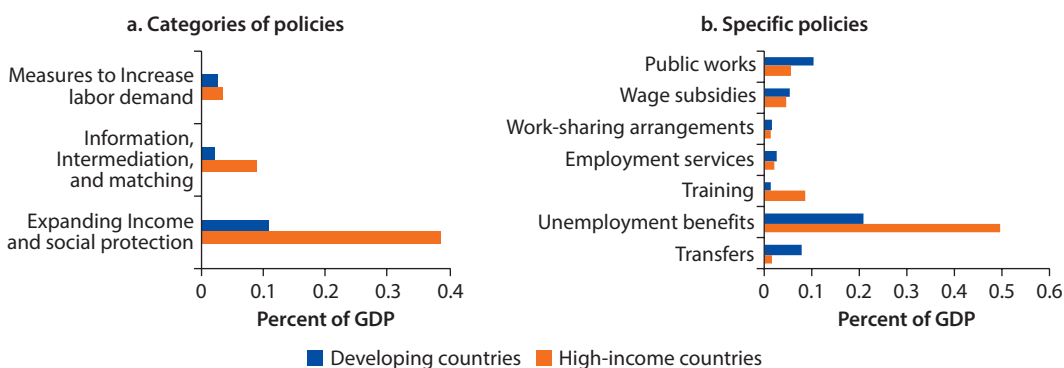 a. Categories of policies
Measures to Increase
labor demand
Information,
Intermediation,
and matching
Expanding Income
and social protection
0 0.1 0.2 0.3 0.4
Percent of GDP
b. Specific policies
Public works
Wage subsidies
Work-sharing arrangements
Employment services
Training
Unemployment benefits
Transfers
0 0.1 0.2 0.3 0.4 0.5 0.6
Percent of GDP
Developing countries High-income countries